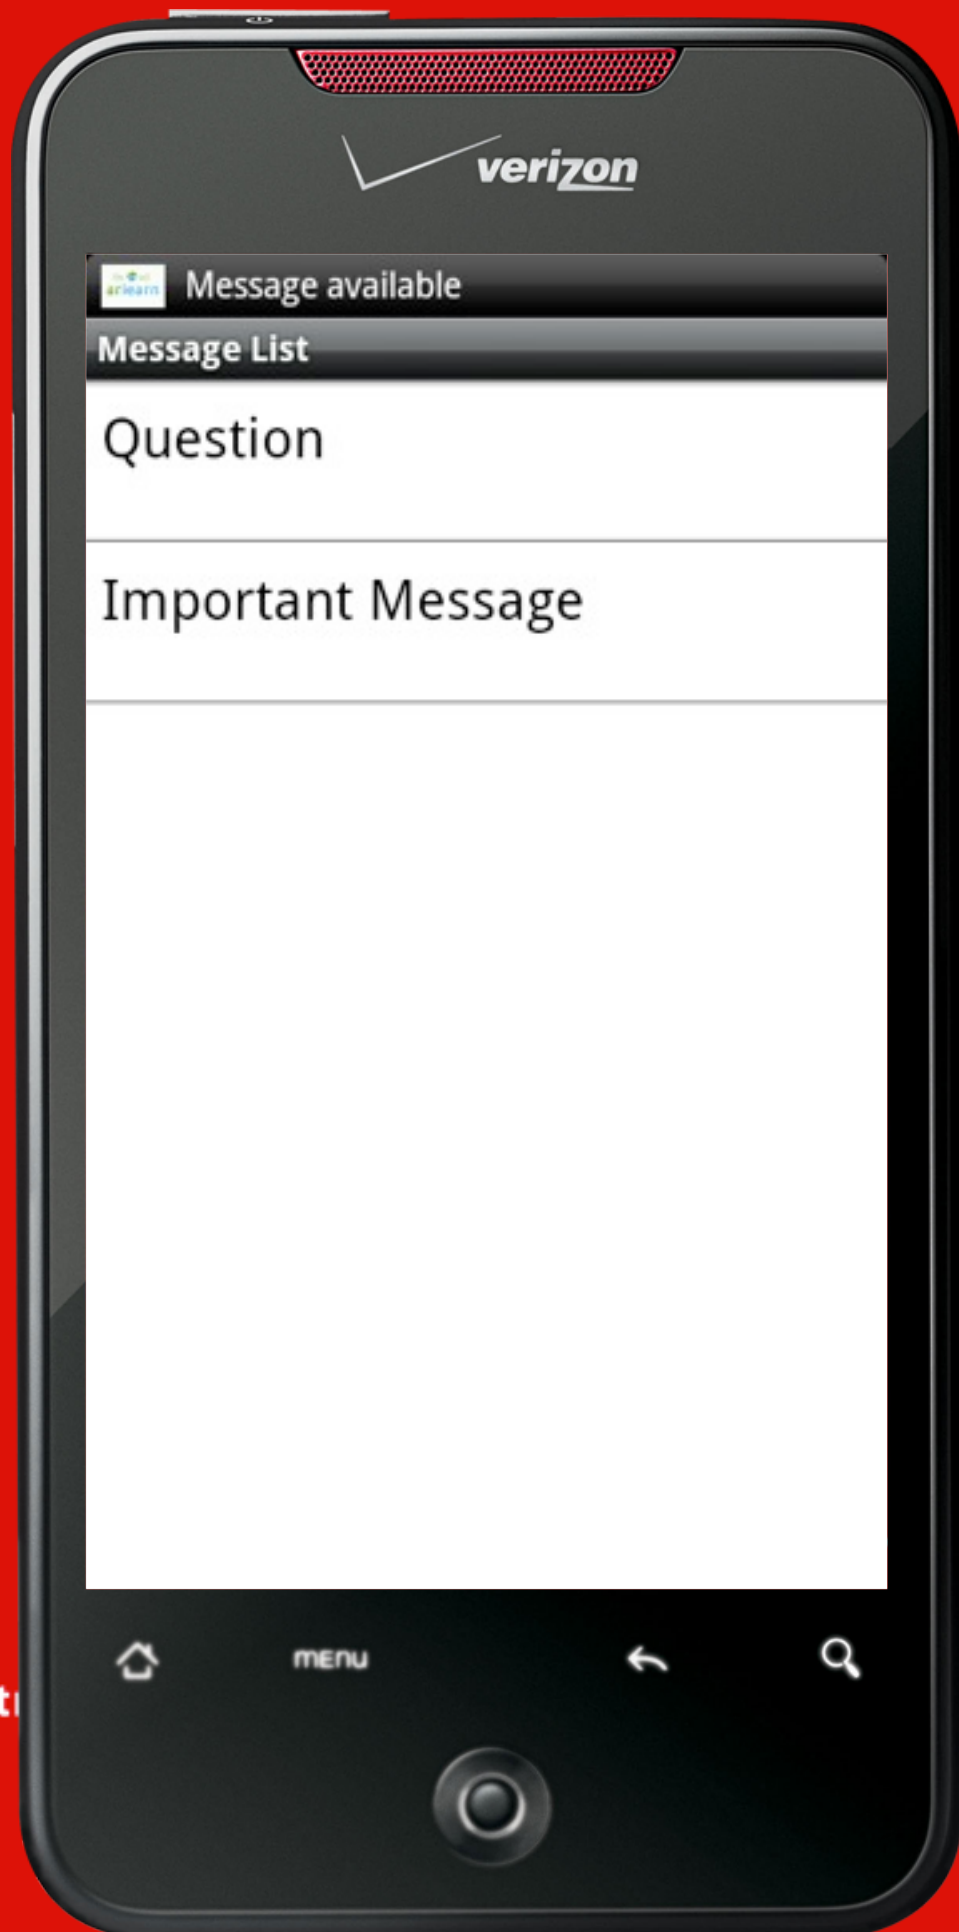 verizon
arlearn
Message available
Message List
Question
Important Message
MENU